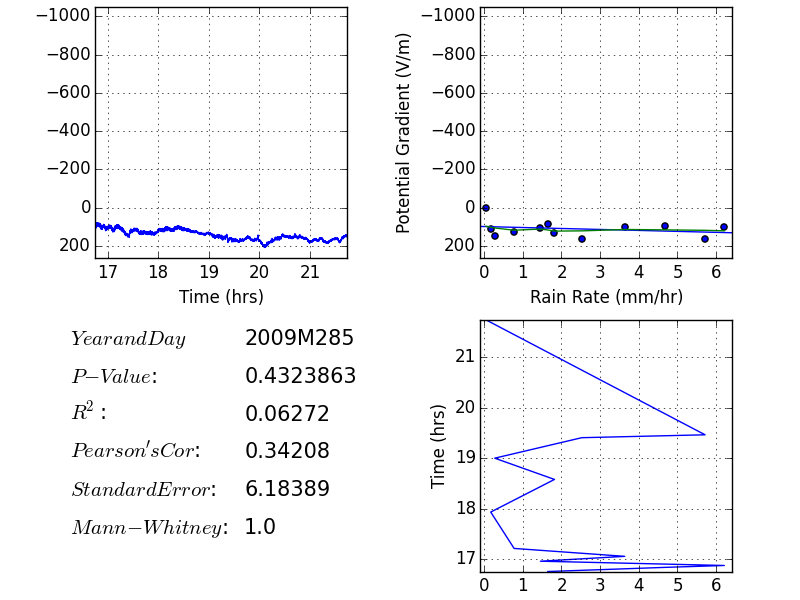 −1000
−800
−600
−400
−200
0
200
17 18 19 20 21
Time (hrs)
Potential Gradient (V/m)
−1000
−800
−600
−400
−200
0
200
0 1 2 3 4 5 6
Rain Rate (mm/hr)
YearandDay 2009M285
P−Value: 0.4323863
R²: 0.06272
Pearson'sCor: 0.34208
StandardError: 6.18389
Mann−Whitney: 1.0
Time (hrs)
21
20
19
18
17
0 1 2 3 4 5 6